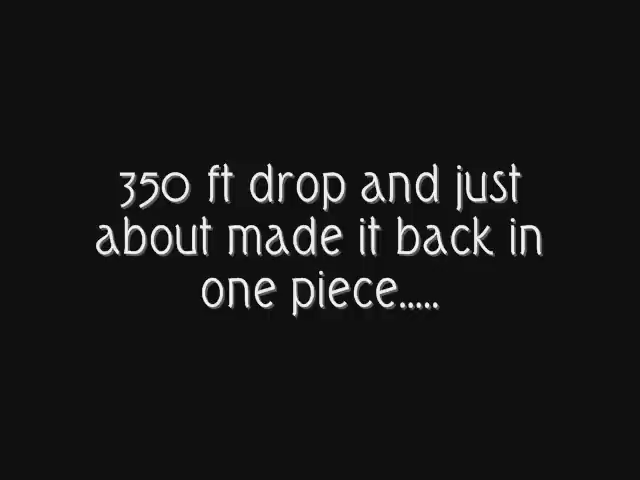 350 ft drop and just
about made it back in
one piece.....